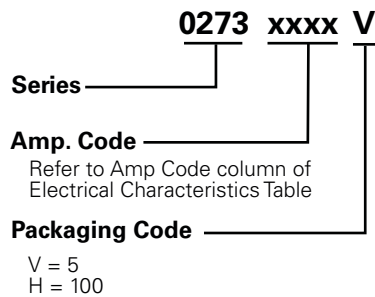 0273 xxxx V
Series
Amp. Code
Refer to Amp Code column of
Electrical Characteristics Table
Packaging Code
V = 5
H = 100